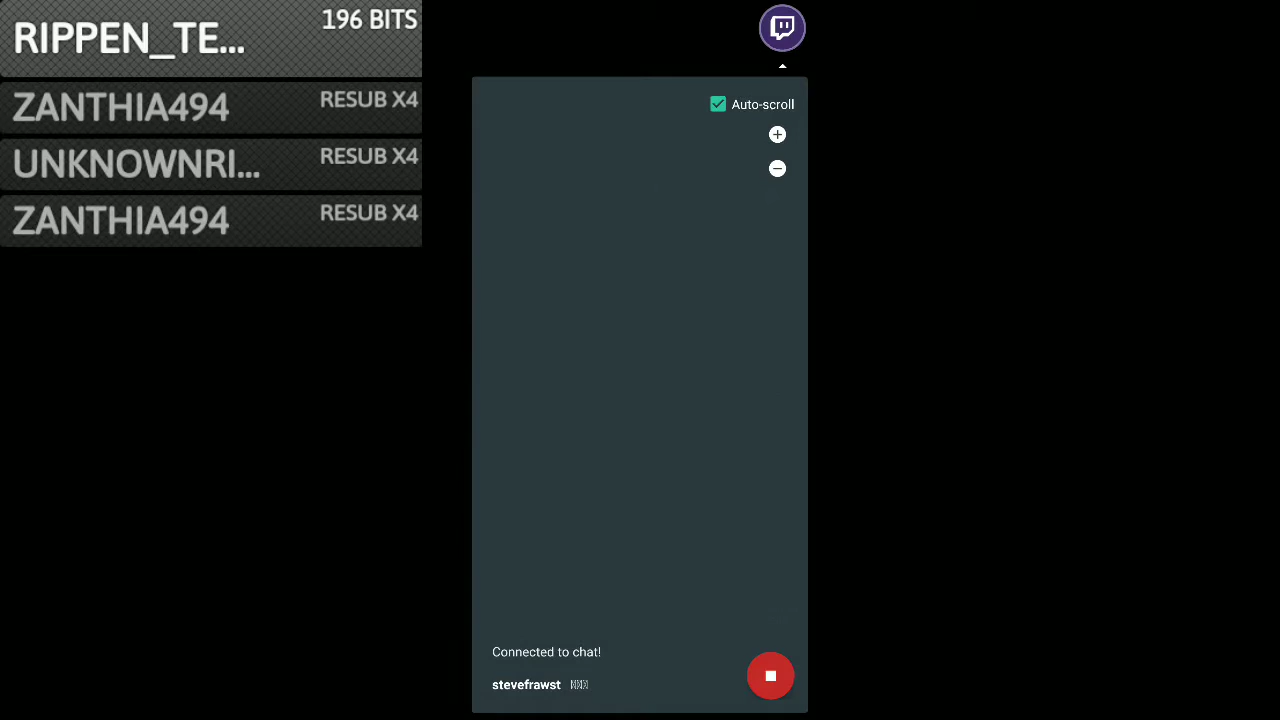 RIPPEN_TE... 196 BITS
ZANTHIA494 RESUB X4
UNKNOWNRI... RESUB X4
ZANTHIA494 RESUB X4
Auto-scroll
Connected to chat!
stevefrawst